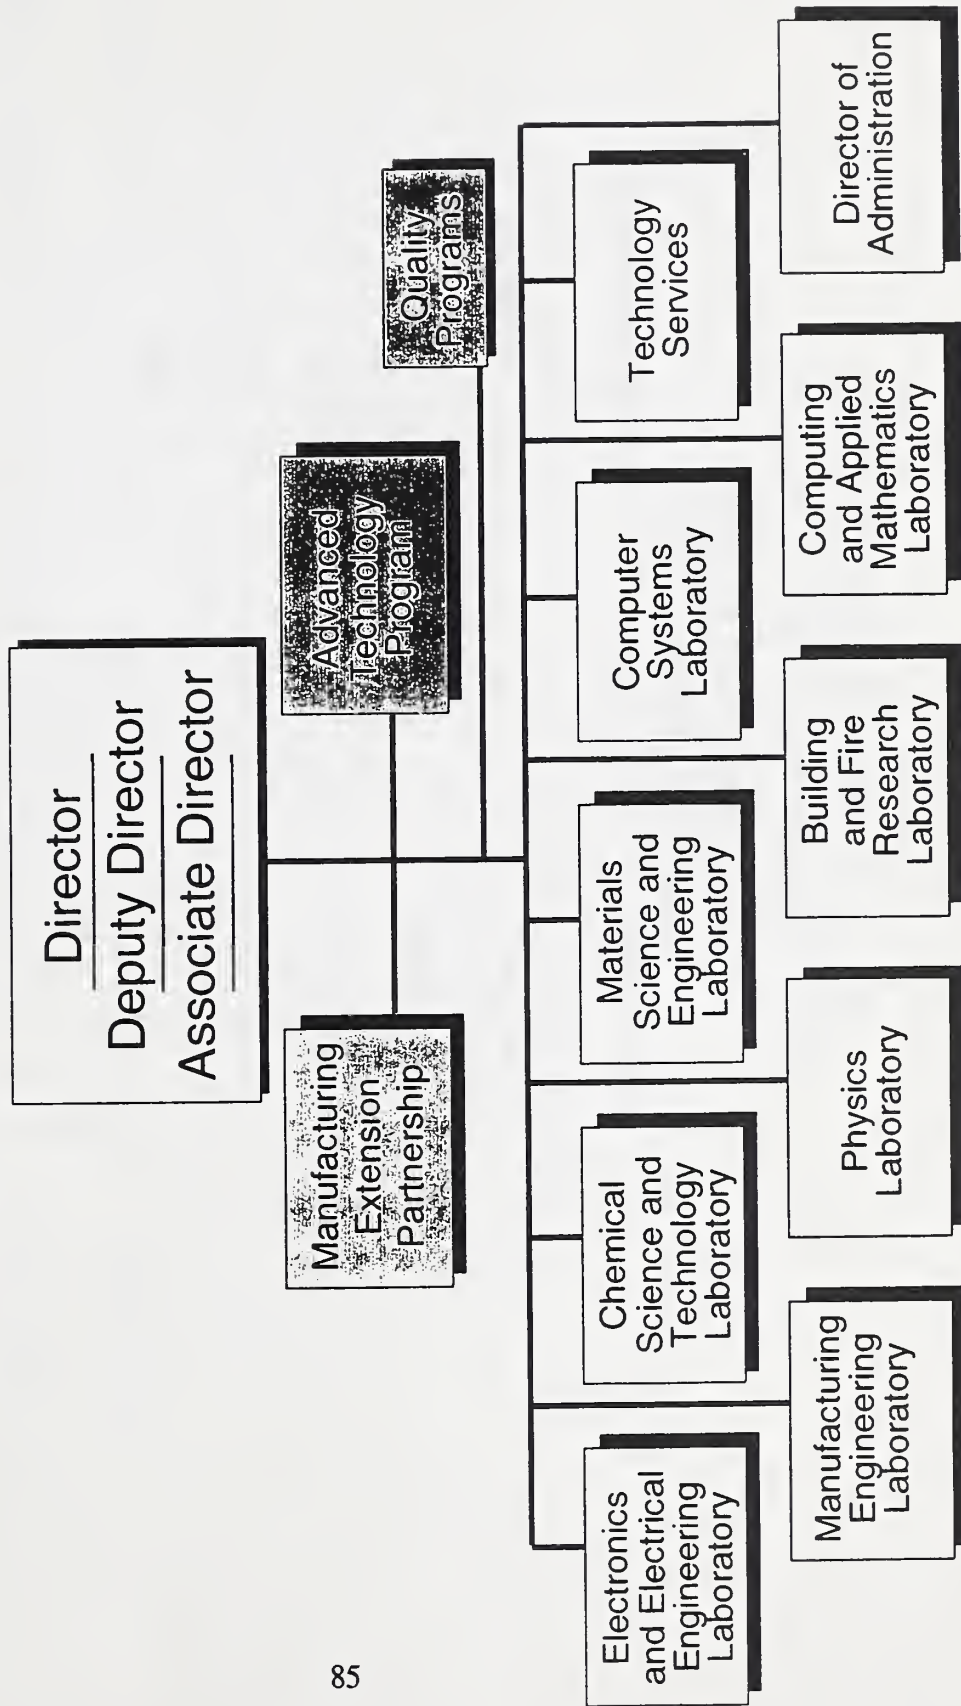 Director
Deputy Director
Associate Director
Manufacturing
Extension
Partnership
Advanced
Technology
Program
Quality
Programs
Electronics
and Electrical
Engineering
Laboratory
Chemical
Science and
Technology
Laboratory
Materials
Science and
Engineering
Laboratory
Computer
Systems
Laboratory
Technology
Services
Manufacturing
Engineering
Laboratory
Physics
Laboratory
Building
and Fire
Research
Laboratory
Computing
and Applied
Mathematics
Laboratory
Director of
Administration
85